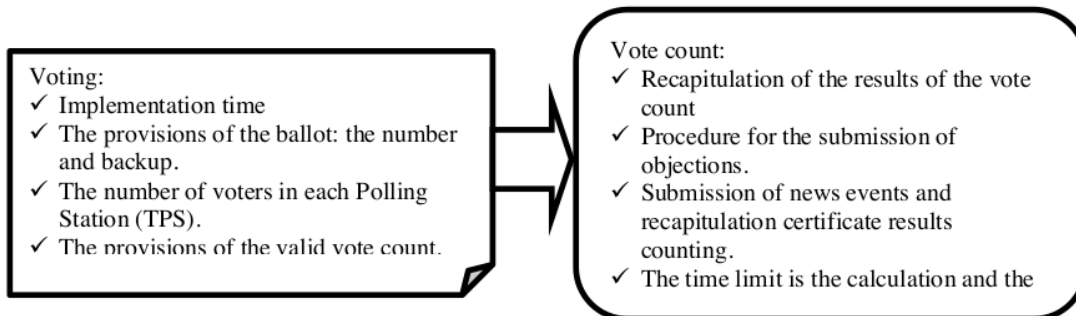 Voting:
✓ Implementation time
✓ The provisions of the ballot: the number
and backup.
✓ The number of voters in each Polling
Station (TPS).
✓ The provisions of the valid vote count.
Vote count:
✓ Recapitulation of the results of the vote
count
✓ Procedure for the submission of
objections.
✓ Submission of news events and
recapitulation certificate results
counting.
✓ The time limit is the calculation and the